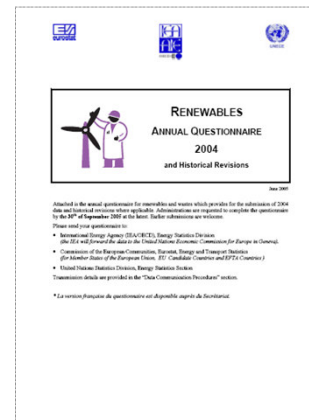 eurostat
IEA
AIE
UNECE
RENEWABLES
ANNUAL QUESTIONNAIRE
2004
and Historical Revisions
June 2005
Attached is the annual questionnaire for renewables and wastes which provides for the submission of 2004
data and historical revisions where applicable. Administrations are requested to complete the questionnaire
by the 30th of September 2005 at the latest. Earlier submissions are welcome.
Please send your questionnaire to:
• International Energy Agency (IEA/OECD), Energy Statistics Division
(the IEA will forward the data to the United Nations Economic Commission for Europe in Geneva).
• Commission of the European Communities, Eurostat, Energy and Transport Statistics
(for Member States of the European Union, EU Candidate Countries and EFTA Countries)
• United Nations Statistics Division, Energy Statistics Section
Transmission details are provided in the "Data Communication Procedures" section.
* La version française du questionnaire est disponible auprès du Secrétariat.